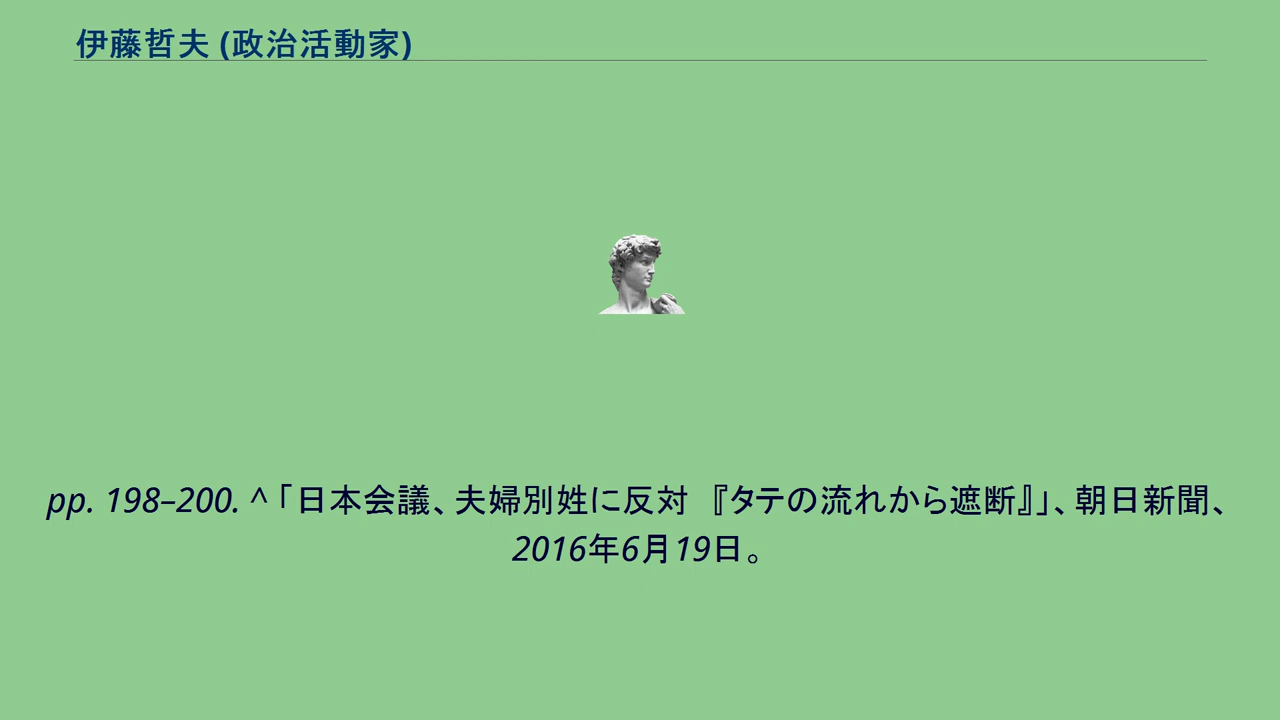 伊藤哲夫 (政治活動家)
pp. 198–200. ^ 「日本会議、夫婦別姓に反対　『タテの流れから遮断』」、朝日新聞、
2016年6月19日。